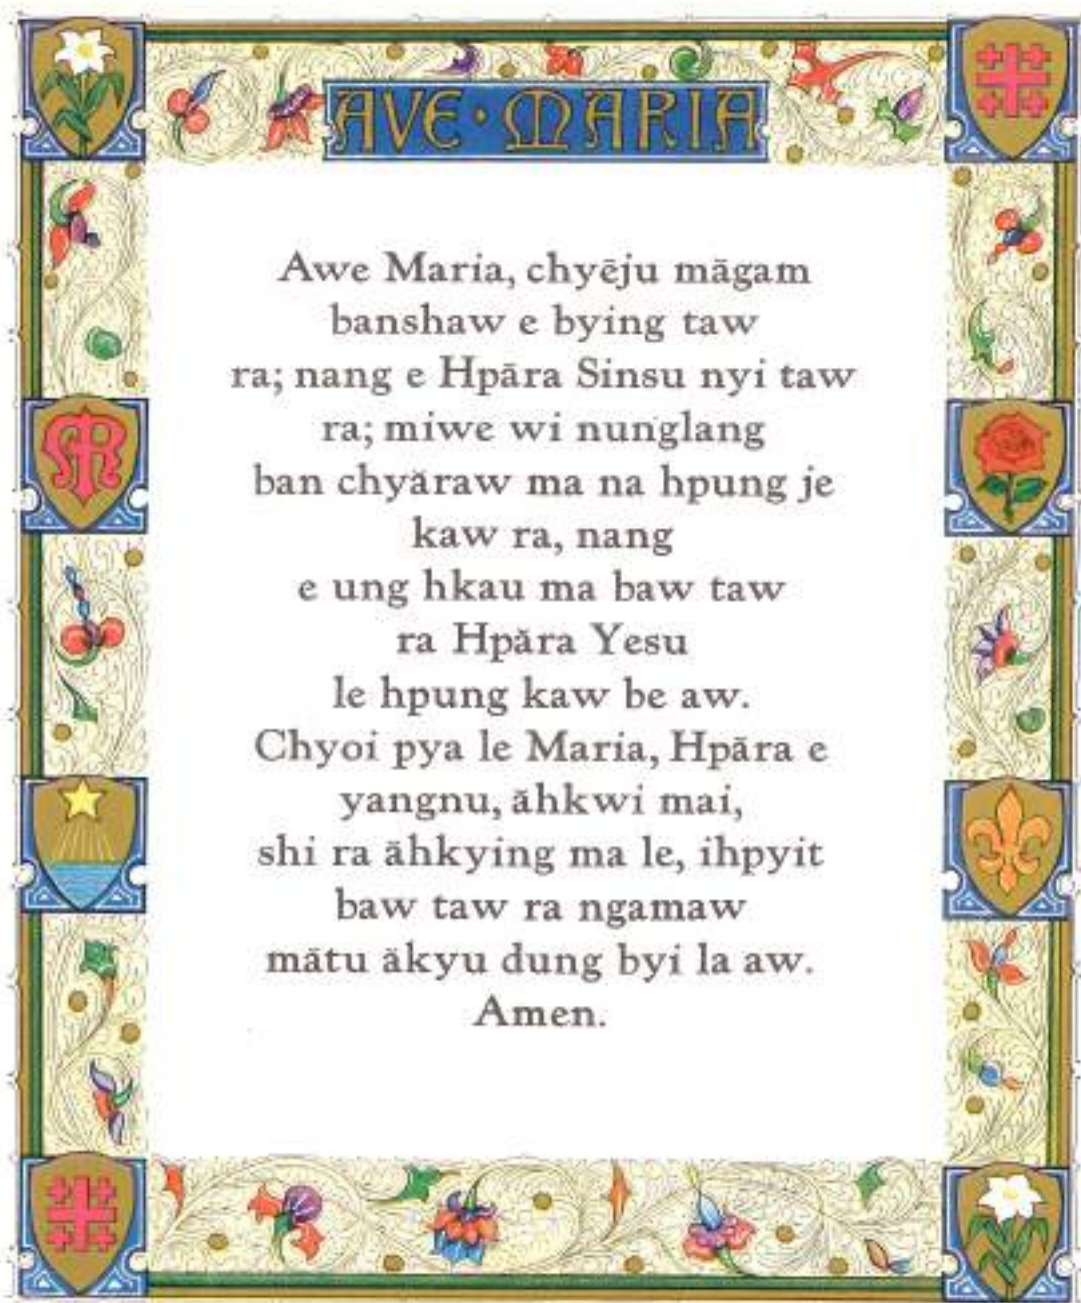 AVE · MARIA
Awe Maria, chyēju māgam
banshaw e bying taw
ra; nang e Hpāra Sinsu nyi taw
ra; miwe wi nunglang
ban chyăraw ma na hpung je
kaw ra, nang
e ung hkau ma baw taw
ra Hpăra Yesu
le hpung kaw be aw.
Chyoi pya le Maria, Hpāra e
yangnu, ăhkwi mai,
shi ra ăhkying ma le, ihpyit
baw taw ra ngamaw
mātu ăkyu dung byi la aw.
Amen.